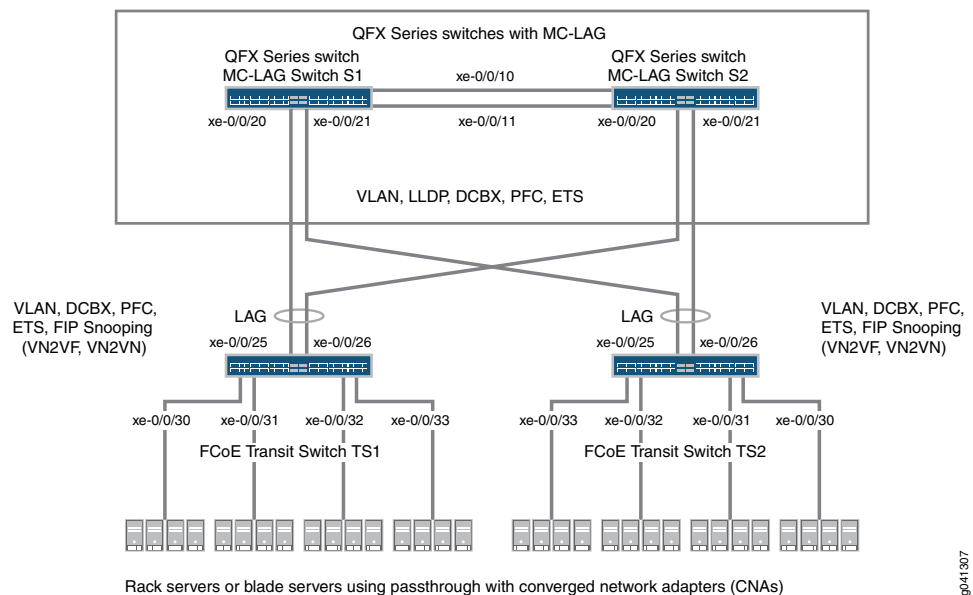 QFX Series switches with MC-LAG
QFX Series switch
MC-LAG Switch S1
QFX Series switch
MC-LAG Switch S2
xe-0/0/10
xe-0/0/20
xe-0/0/21
xe-0/0/11
xe-0/0/20
xe-0/0/21
VLAN, LLDP, DCBX, PFC, ETS
VLAN, DCBX, PFC,
ETS, FIP Snooping
(VN2VF, VN2VN)
LAG
LAG
VLAN, DCBX, PFC,
ETS, FIP Snooping
(VN2VF, VN2VN)
xe-0/0/25
xe-0/0/26
xe-0/0/25
xe-0/0/26
xe-0/0/30
xe-0/0/31
xe-0/0/32
xe-0/0/33
xe-0/0/33
xe-0/0/32
xe-0/0/31
xe-0/0/30
FCoE Transit Switch TS1
FCoE Transit Switch TS2
Rack servers or blade servers using passthrough with converged network adapters (CNAs)
g041307